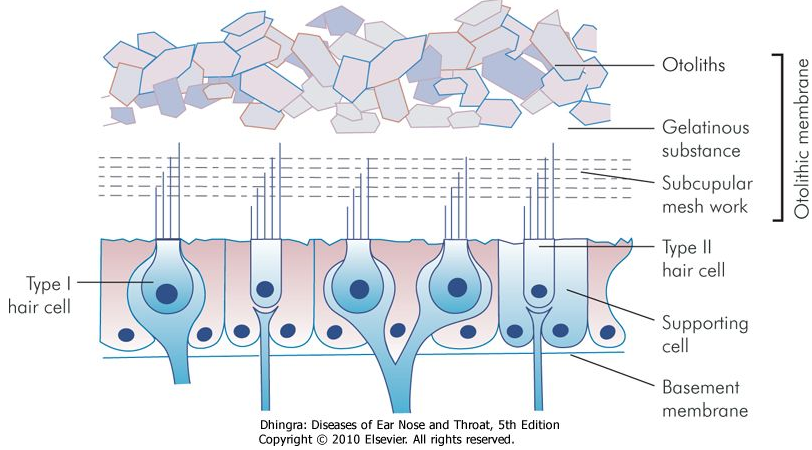 Otoliths
Gelatinous
substance
Subcupular
mesh work
Otolithic membrane
Type II
hair cell
Type I
hair cell
Supporting
cell
Basement
membrane
Dhingra: Diseases of Ear Nose and Throat, 5th Edition
Copyright © 2010 Elsevier. All rights reserved.